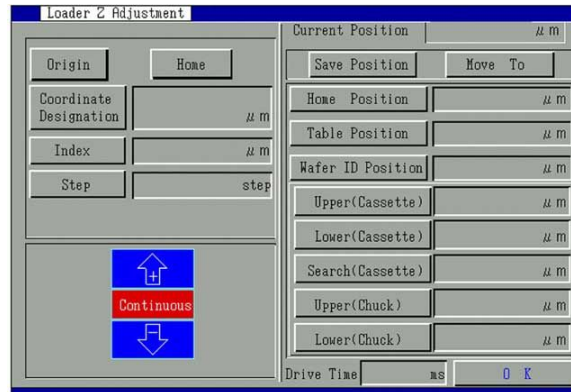 Loader Z Adjustment
Current Position μm
Origin Home
Save Position Move To
Coordinate Designation μm
Index μm
Step step
Home Position μm
Table Position μm
Wafer ID Position μm
Upper(Cassette) μm
Lower(Cassette) μm
Search(Cassette) μm
Upper(Chuck) μm
Lower(Chuck) μm
+
Continuous
−
Drive Time ms O K